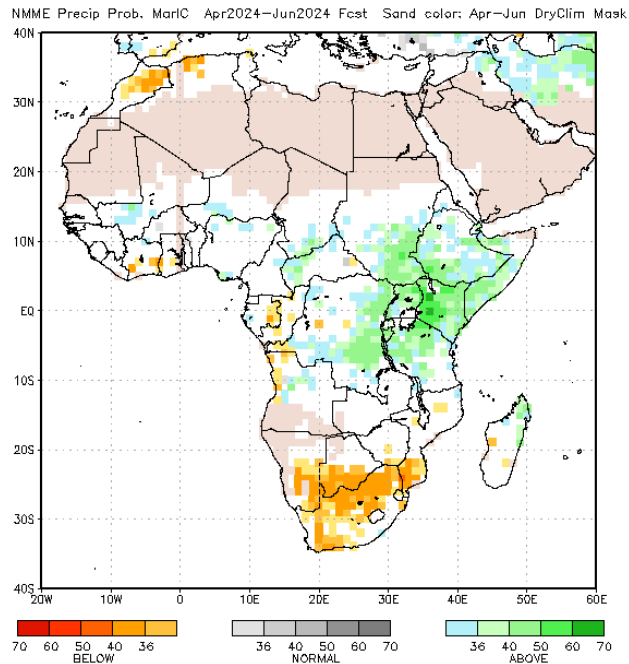 NMME Precip Prob. MarIC Apr2024-Jun2024 Fcst Sand color: Apr-Jun DryClim Mask
40N
30N
20N
10N
EQ
10S
20S
30S
40S
20W 10W 0 10E 20E 30E 40E 50E 60E
70 60 50 40 36 36 40 50 60 70 36 40 50 60 70
BELOW NORMAL ABOVE